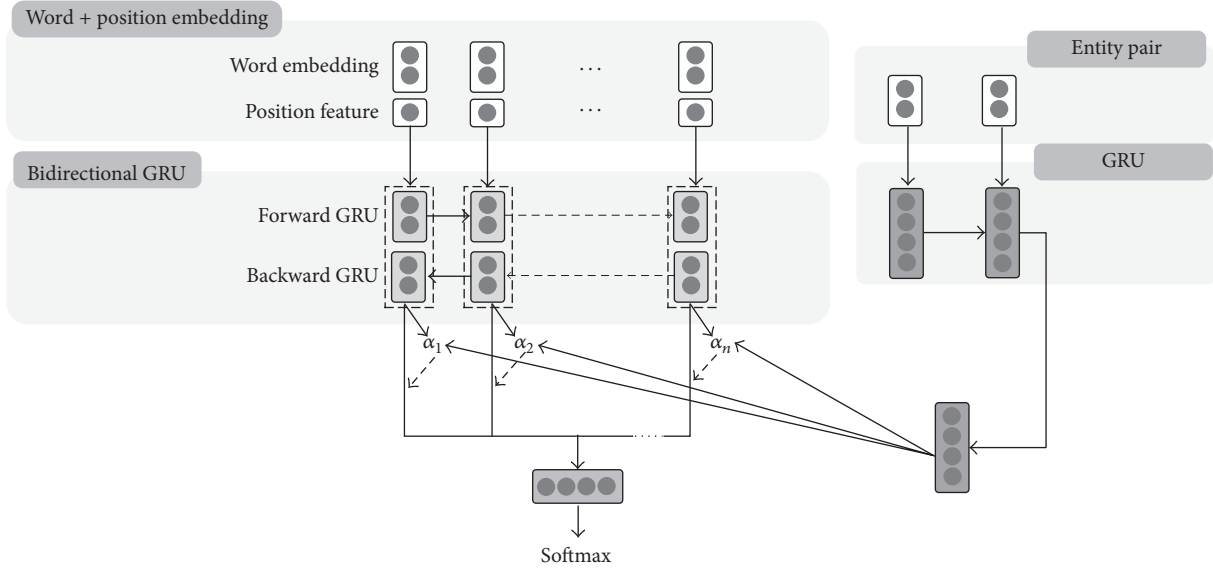 Word + position embedding
Word embedding
...
Position feature
...
Entity pair
Bidirectional GRU
GRU
Forward GRU
Backward GRU
α1
α2
αn
Softmax